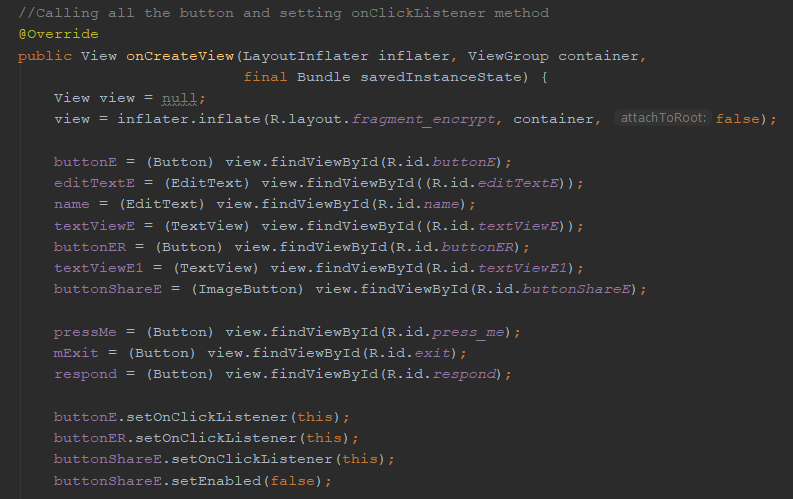 //Calling all the button and setting onClickListener method
@Override
public View onCreateView(LayoutInflater inflater, ViewGroup container,
                         final Bundle savedInstanceState) {
    View view = null;
    view = inflater.inflate(R.layout.fragment_encrypt, container, attachToRoot: false);

    buttonE = (Button) view.findViewById(R.id.buttonE);
    editTextE = (EditText) view.findViewById((R.id.editTextE));
    name = (EditText) view.findViewById(R.id.name);
    textViewE = (TextView) view.findViewById((R.id.textViewE));
    buttonER = (Button) view.findViewById(R.id.buttonER);
    textViewE1 = (TextView) view.findViewById(R.id.textViewE1);
    buttonShareE = (ImageButton) view.findViewById(R.id.buttonShareE);

    pressMe = (Button) view.findViewById(R.id.press_me);
    mExit = (Button) view.findViewById(R.id.exit);
    respond = (Button) view.findViewById(R.id.respond);

    buttonE.setOnClickListener(this);
    buttonER.setOnClickListener(this);
    buttonShareE.setOnClickListener(this);
    buttonShareE.setEnabled(false);